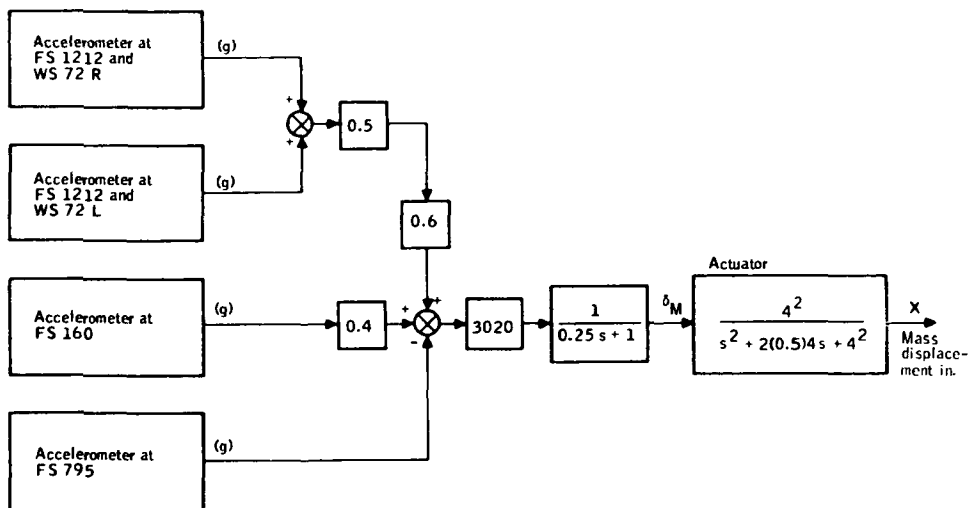 Accelerometer at
FS 1212 and
WS 72 R
(g)
+
+
0.5
Accelerometer at
FS 1212 and
WS 72 L
(g)
0.6
Accelerometer at
FS 160
(g)
0.4
+
+
-
3020
1
0.25 s + 1
δM
Actuator
4²
s² + 2(0.5)4 s + 4²
X
Mass
displace-
ment in.
Accelerometer at
FS 795
(g)